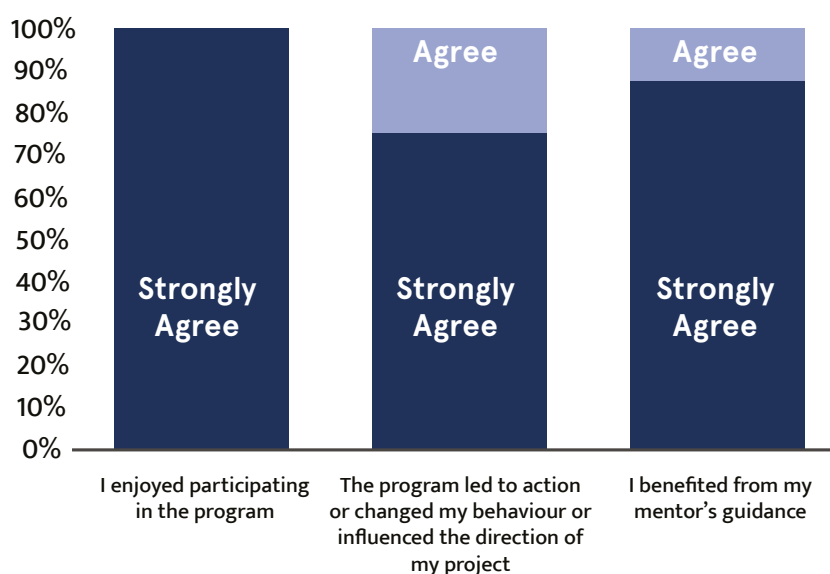 100%
90%
80%
70%
60%
50%
40%
30%
20%
10%
0%
Agree
Agree
Strongly
Agree
Strongly
Agree
Strongly
Agree
I enjoyed participating
in the program
The program led to action
or changed my behaviour or
influenced the direction of
my project
I benefited from my
mentor's guidance